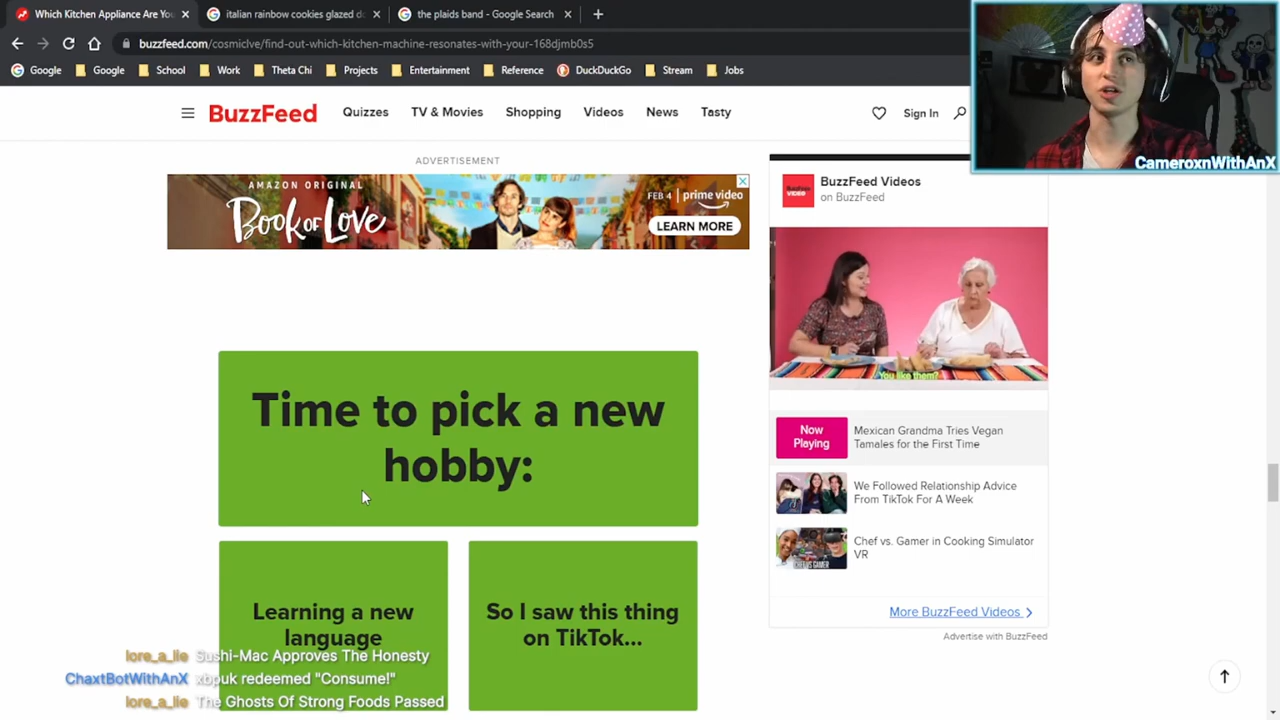 Which Kitchen Appliance Are You
italian rainbow cookies glazed d
the plaids band - Google Search
buzzfeed.com/cosmiclve/find-out-which-kitchen-machine-resonates-with-your-168djmb0s5
Google
Google
School
Work
Theta Chi
Projects
Entertainment
Reference
DuckDuckGo
Stream
Jobs
CameroxnWithAnX
BuzzFeed
Quizzes
TV & Movies
Shopping
Videos
News
Tasty
Sign In
ADVERTISEMENT
AMAZON ORIGINAL
Book of Love
FEB 4
prime video
LEARN MORE
BuzzFeed Videos
on BuzzFeed
You like them?
Now
Playing
Mexican Grandma Tries Vegan
Tamales for the First Time
We Followed Relationship Advice
From TikTok For A Week
Chef vs. Gamer in Cooking Simulator
VR
More BuzzFeed Videos
Advertise with BuzzFeed
Time to pick a new
hobby:
Learning a new
language
So I saw this thing
on TikTok...
lore_a_lie Sushi-Mac Approves The Honesty
ChaxtBotWithAnX xbpuk redeemed "Consume!"
lore_a_lie The Ghosts Of Strong Foods Passed